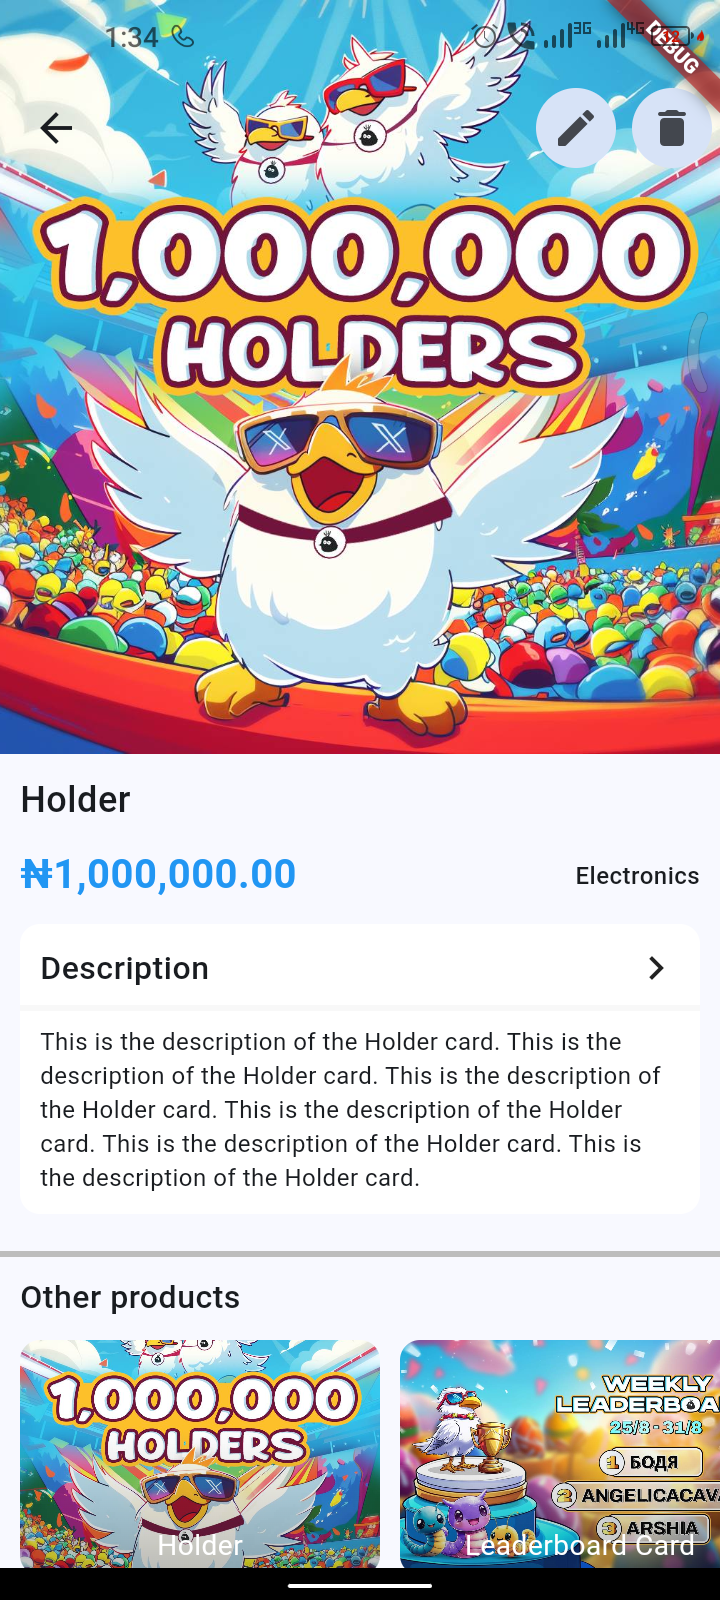 1:34
3G
4G
12
DEBUG
1,000,000
HOLDERS
X X
Holder
₦1,000,000.00
Electronics
Description
This is the description of the Holder card. This is the
description of the Holder card. This is the description of
the Holder card. This is the description of the Holder
card. This is the description of the Holder card. This is
the description of the Holder card.
Other products
1,000,000
HOLDERS
X X
Holder
WEEKLY
LEADERBOA
25/8 - 31/8
1 БОДЯ
2 ANGELICACAVA
3 ARSHIA
Leaderboard Card